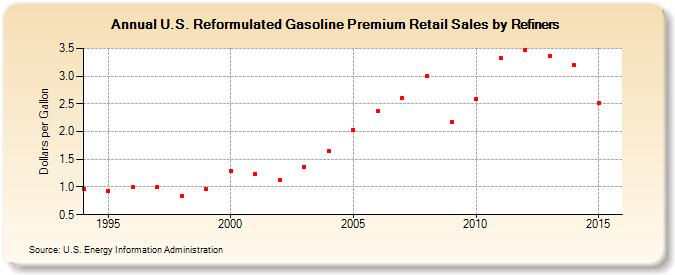 Annual U.S. Reformulated Gasoline Premium Retail Sales by Refiners
Dollars per Gallon
3.5
3.0
2.5
2.0
1.5
1.0
0.5
1995 2000 2005 2010 2015
Source: U.S. Energy Information Administration